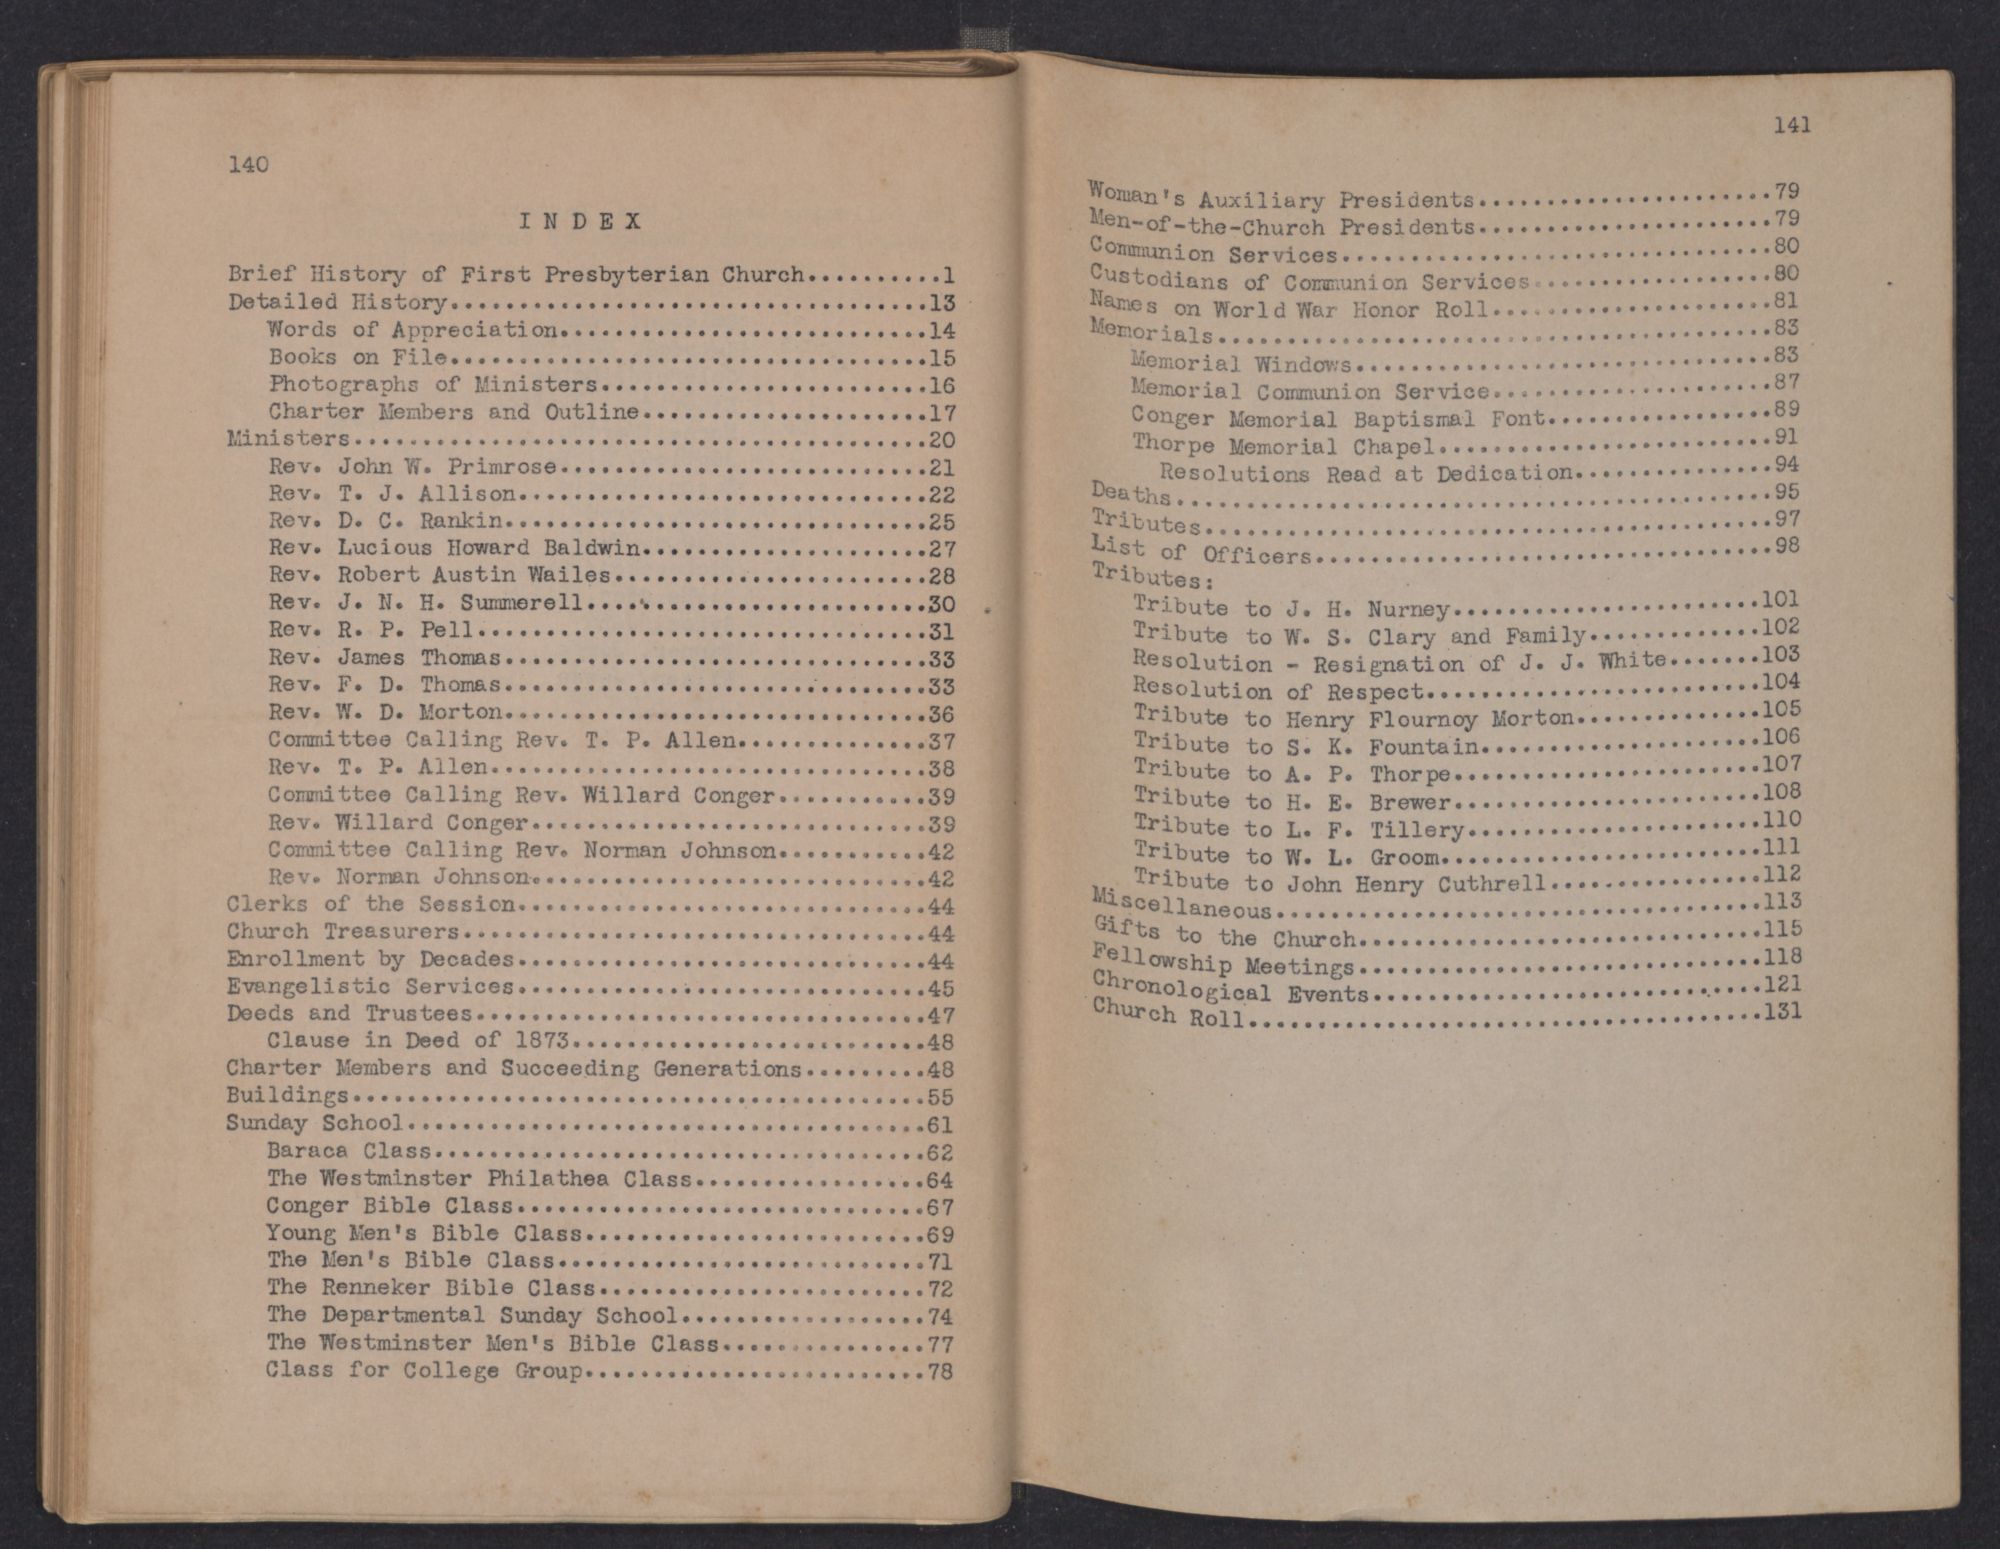 140
I N D E X
Brief History of First Presbyterian Church..........1
Detailed History...................................13
Words of Appreciation...........................14
Books on File...................................15
Photographs of Ministers........................16
Charter Members and Outline.....................17
Ministers..........................................20
Rev. John W. Primrose...........................21
Rev. T. J. Allison..............................22
Rev. D. C. Rankin...............................25
Rev. Lucious Howard Baldwin.....................27
Rev. Robert Austin Wailes.......................28
Rev. J. N. H. Summerell.........................30
Rev. R. P. Pell.................................31
Rev. James Thomas...............................33
Rev. F. D. Thomas...............................33
Rev. W. D. Morton...............................36
Committee Calling Rev. T. P. Allen..............37
Rev. T. P. Allen................................38
Committee Calling Rev. Willard Conger...........39
Rev. Willard Conger.............................39
Committee Calling Rev. Norman Johnson...........42
Rev. Norman Johnson.............................42
Clerks of the Session..............................44
Church Treasurers..................................44
Enrollment by Decades..............................44
Evangelistic Services..............................45
Deeds and Trustees.................................47
Clause in Deed of 1873..........................48
Charter Members and Succeeding Generations.........48
Buildings..........................................55
Sunday School......................................61
Baraca Class....................................62
The Westminster Philathea Class.................64
Conger Bible Class..............................67
Young Men's Bible Class.........................69
The Men's Bible Class...........................71
The Renneker Bible Class........................72
The Departmental Sunday School..................74
The Westminster Men's Bible Class...............77
Class for College Group.........................78
141
Woman's Auxiliary Presidents......................79
Men-of-the-Church Presidents......................79
Communion Services................................80
Custodians of Communion Services..................80
Names on World War Honor Roll.....................81
Memorials.........................................83
Memorial Windows...............................83
Memorial Communion Service.....................87
Conger Memorial Baptismal Font.................89
Thorpe Memorial Chapel.........................91
Resolutions Read at Dedication...............94
Deaths............................................95
Tributes..........................................97
List of Officers..................................98
Tributes:
Tribute to J. H. Nurney.......................101
Tribute to W. S. Clary and Family.............102
Resolution - Resignation of J. J. White.......103
Resolution of Respect.........................104
Tribute to Henry Flournoy Morton..............105
Tribute to S. K. Fountain.....................106
Tribute to A. P. Thorpe.......................107
Tribute to H. E. Brewer.......................108
Tribute to L. F. Tillery......................110
Tribute to W. L. Groom........................111
Tribute to John Henry Cuthrell................112
Miscellaneous....................................113
Gifts to the Church..............................115
Fellowship Meetings..............................118
Chronological Events.............................121
Church Roll......................................131